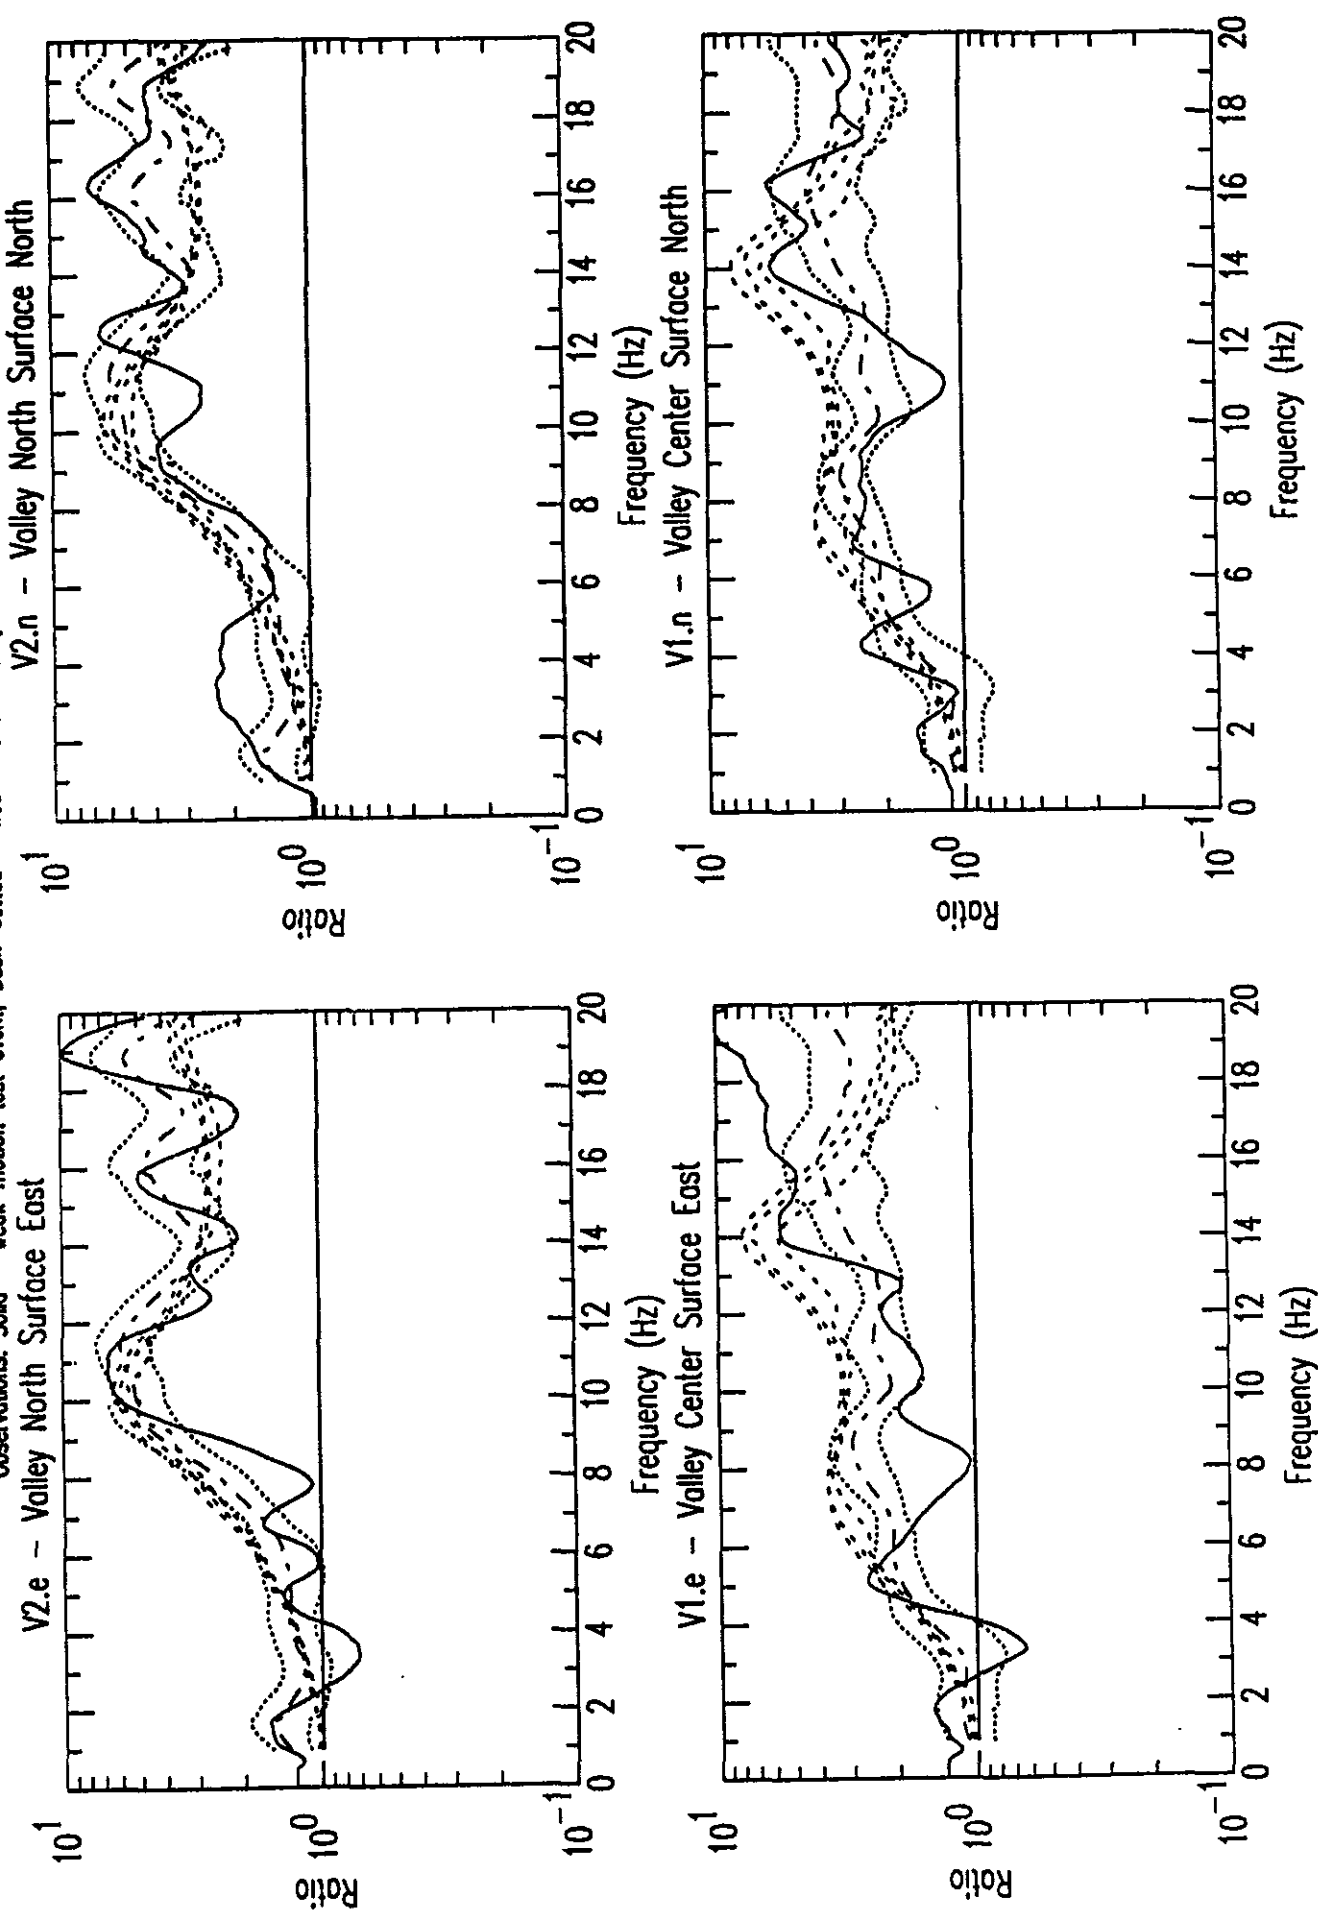 V2.e – Valley North Surface East
10¹
10⁰
10⁻¹
Ratio
0 2 4 6 8 10 12 14 16 18 20
Frequency (Hz)
V2.n – Valley North Surface North
10¹
10⁰
10⁻¹
Ratio
0 2 4 6 8 10 12 14 16 18 20
Frequency (Hz)
V1.e – Valley Center Surface East
10¹
10⁰
10⁻¹
Ratio
0 2 4 6 8 10 12 14 16 18 20
Frequency (Hz)
V1.n – Valley Center Surface North
10¹
10⁰
10⁻¹
Ratio
0 2 4 6 8 10 12 14 16 18 20
Frequency (Hz)